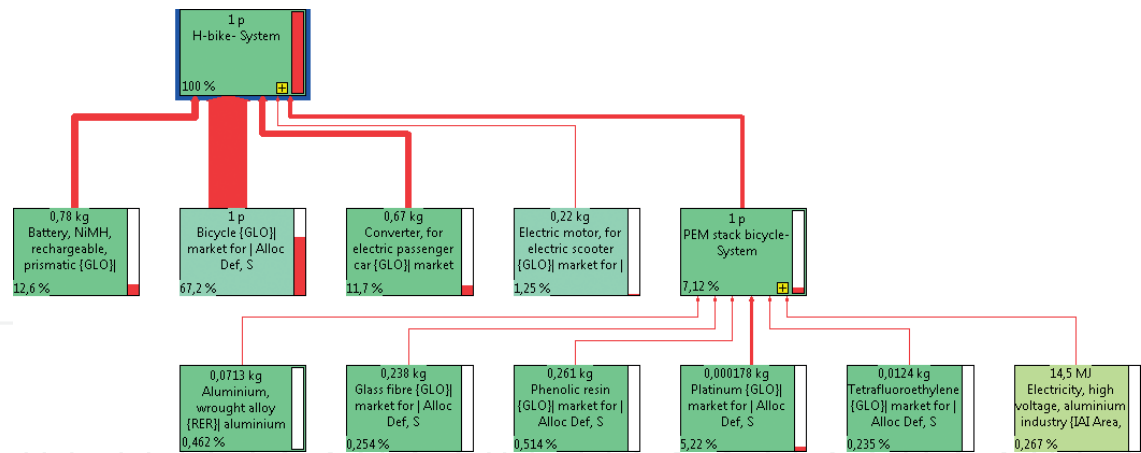 1 p
H-bike- System
100 %
0,78 kg
Battery, NiMH,
rechargeable,
prismatic {GLO}|
12,6 %
1 p
Bicycle {GLO}|
market for | Alloc
Def, S
67,2 %
0,67 kg
Converter, for
electric passenger
car {GLO}| market
11,7 %
0,22 kg
Electric motor, for
electric scooter
{GLO}| market for |
1,25 %
1 p
PEM stack bicycle-
System
7,12 %
0,0713 kg
Aluminium,
wrought alloy
{RER}| aluminium
0,462 %
0,238 kg
Glass fibre {GLO}|
market for | Alloc
Def, S
0,254 %
0,261 kg
Phenolic resin
{GLO}| market for |
Alloc Def, S
0,514 %
0,000178 kg
Platinum {GLO}|
market for | Alloc
Def, S
5,22 %
0,0124 kg
Tetrafluoroethylene
{GLO}| market for |
Alloc Def, S
0,235 %
14,5 MJ
Electricity, high
voltage, aluminium
industry {IAI Area,
0,267 %